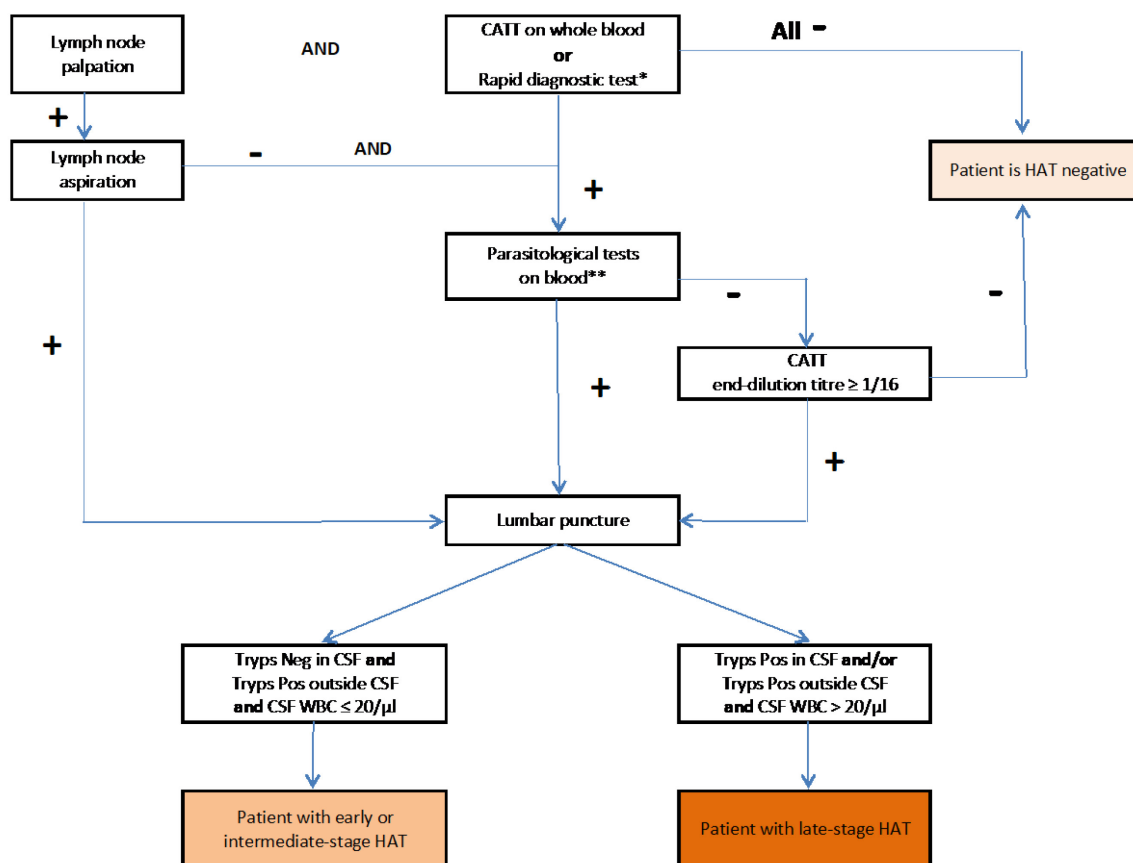 Lymph node
palpation
AND
CATT on whole blood
or
Rapid diagnostic test*
All -
+
Lymph node
aspiration
-
AND
+
Patient is HAT negative
Parasitological tests
on blood**
-
-
+
+
CATT
end-dilution titre ≥ 1/16
+
Lumbar puncture
Tryps Neg in CSF and
Tryps Pos outside CSF
and CSF WBC ≤ 20/µl
Tryps Pos in CSF and/or
Tryps Pos outside CSF
and CSF WBC > 20/µl
Patient with early or
intermediate-stage HAT
Patient with late-stage HAT